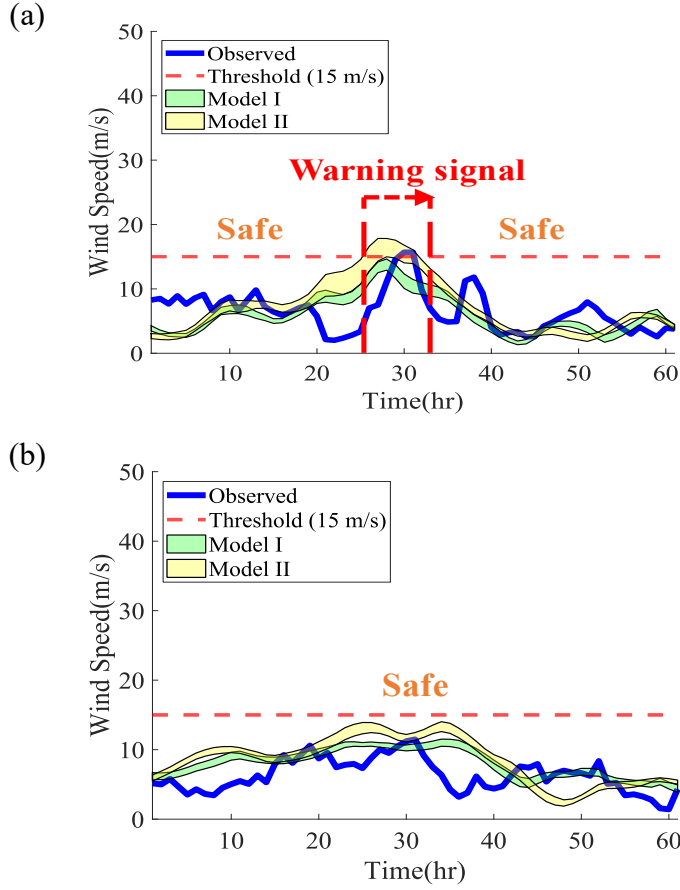 (a)
50
40
30
20
10
0
Wind Speed(m/s)
Observed
Threshold (15 m/s)
Model I
Model II
Warning signal
Safe
Safe
10
20
30
40
50
60
Time(hr)
(b)
50
40
30
20
10
0
Wind Speed(m/s)
Observed
Threshold (15 m/s)
Model I
Model II
Safe
10
20
30
40
50
60
Time(hr)